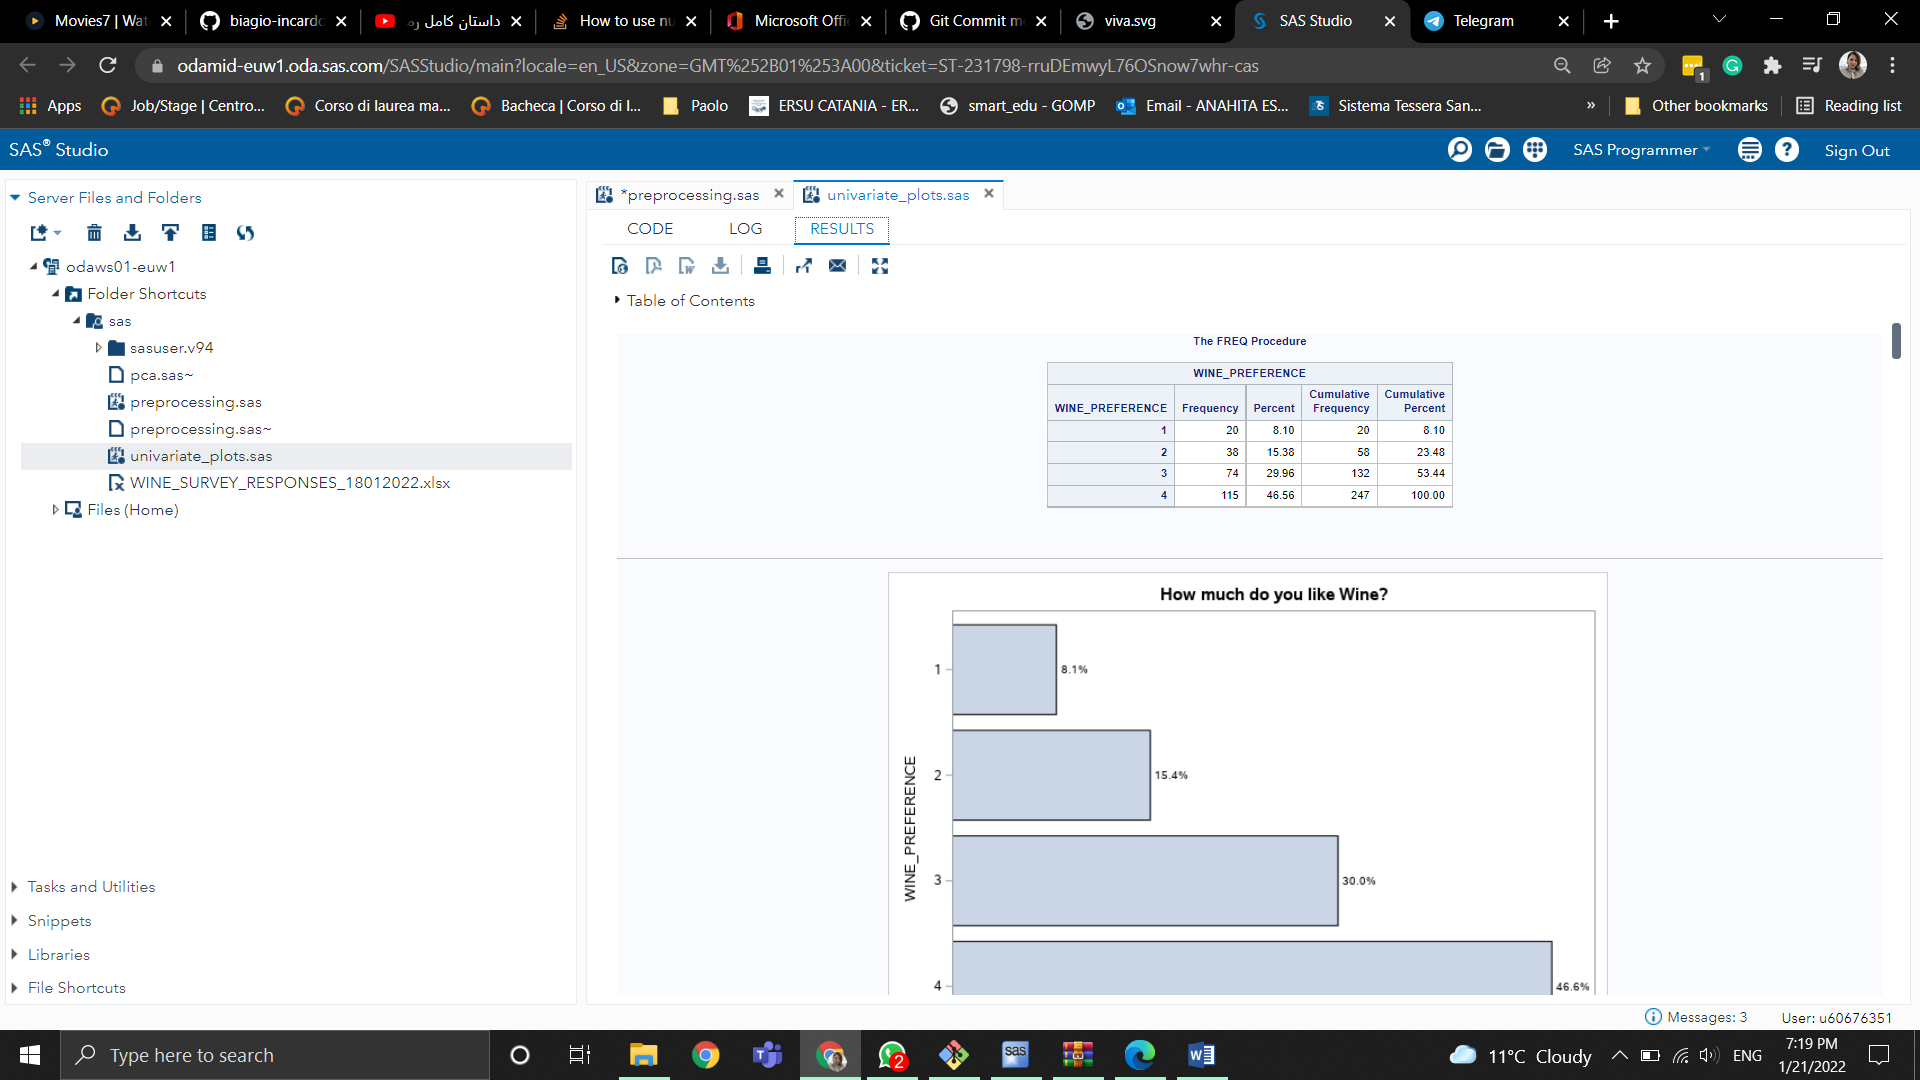 Movies7 | Wat
biagio-incardo
داستان کامل رم
How to use nu
Microsoft Offi
Git Commit m
viva.svg
SAS Studio
Telegram
odamid-euw1.oda.sas.com/SASStudio/main?locale=en_US&zone=GMT%252B01%253A00&ticket=ST-231798-rruDEmwyL76OSnow7whr-cas
1
Apps
Job/Stage | Centro...
Corso di laurea ma...
Bacheca | Corso di l...
Paolo
ERSU CATANIA - ER...
smart_edu - GOMP
Email - ANAHITA ES...
Sistema Tessera San...
»
Other bookmarks
Reading list
SAS® Studio
SAS Programmer
Sign Out
Server Files and Folders
odaws01-euw1
Folder Shortcuts
sas
sasuser.v94
pca.sas~
preprocessing.sas
preprocessing.sas~
univariate_plots.sas
WINE_SURVEY_RESPONSES_18012022.xlsx
Files (Home)
Tasks and Utilities
Snippets
Libraries
File Shortcuts
*preprocessing.sas
univariate_plots.sas
CODE LOG RESULTS
Table of Contents
The FREQ Procedure
WINE_PREFERENCE
WINE_PREFERENCE Frequency Percent Cumulative Frequency Cumulative Percent
1 20 8.10 20 8.10
2 38 15.38 58 23.48
3 74 29.96 132 53.44
4 115 46.56 247 100.00
How much do you like Wine?
WINE_PREFERENCE
1 8.1%
2 15.4%
3 30.0%
4 46.6%
Messages: 3
User: u60676351
Type here to search
2
sas
11°C Cloudy
ENG
7:19 PM
1/21/2022